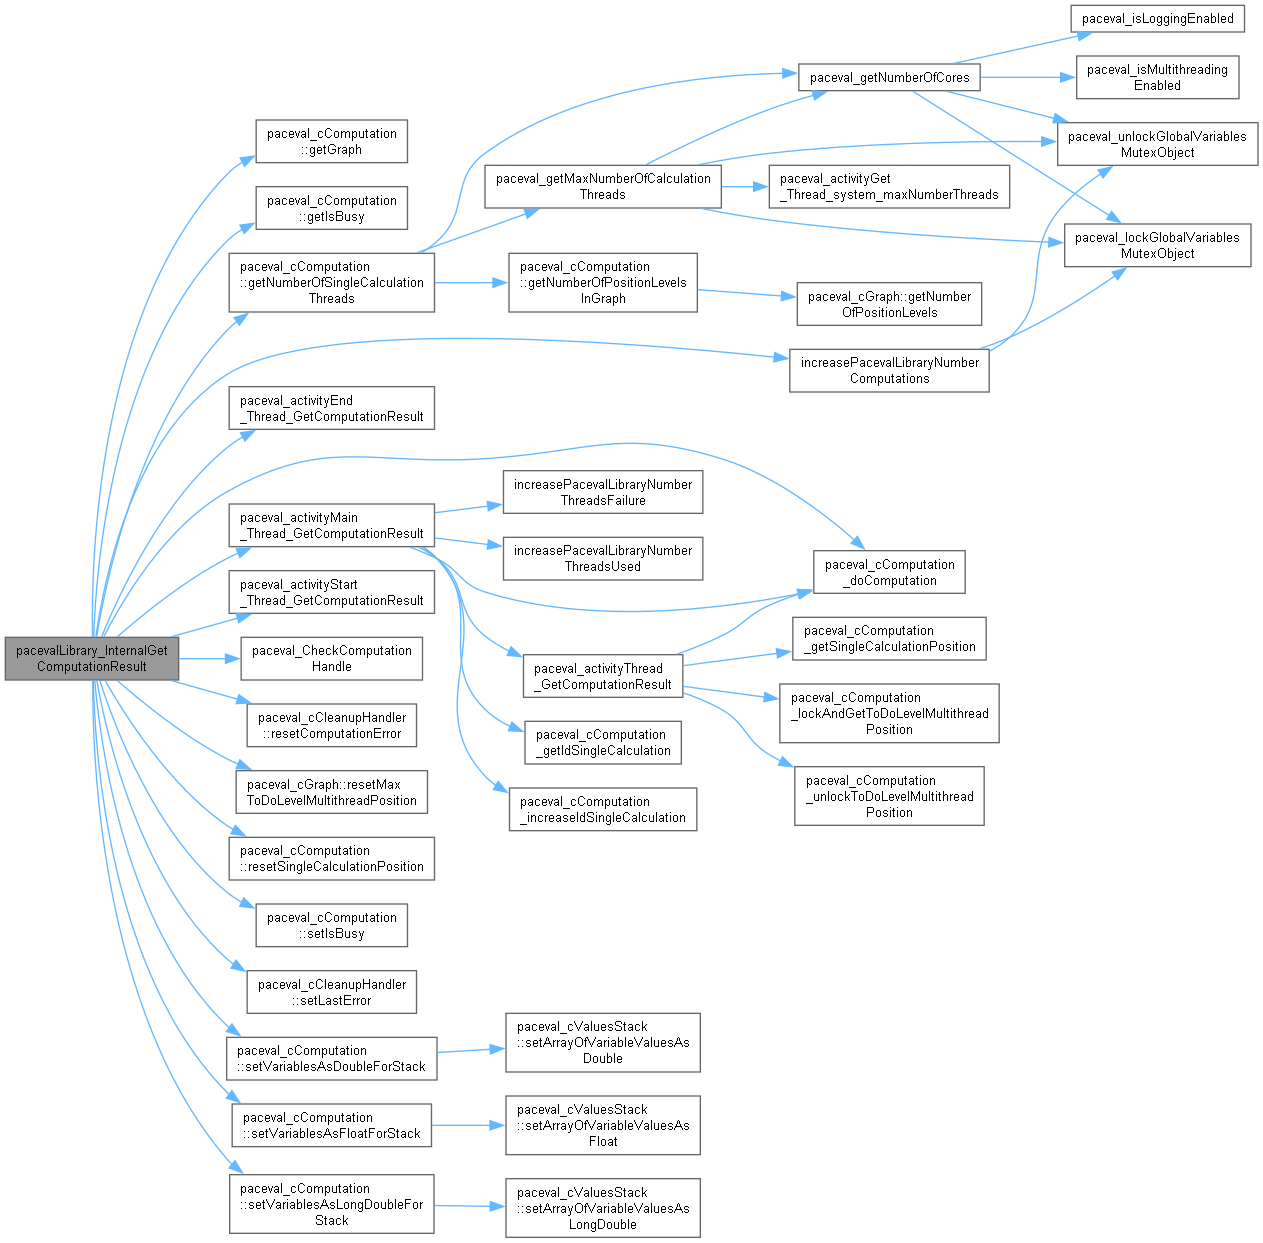 pacevalLibrary_InternalGet
ComputationResult
paceval_cComputation
::getGraph
paceval_cComputation
::getIsBusy
paceval_cComputation
::getNumberOfSingleCalculation
Threads
paceval_activityEnd
_Thread_GetComputationResult
paceval_activityMain
_Thread_GetComputationResult
paceval_activityStart
_Thread_GetComputationResult
paceval_CheckComputation
Handle
paceval_cCleanupHandler
::resetComputationError
paceval_cGraph::resetMax
ToDoLevelMultithreadPosition
paceval_cComputation
::resetSingleCalculationPosition
paceval_cComputation
::setIsBusy
paceval_cCleanupHandler
::setLastError
paceval_cComputation
::setVariablesAsDoubleForStack
paceval_cComputation
::setVariablesAsFloatForStack
paceval_cComputation
::setVariablesAsLongDoubleFor
Stack
paceval_getMaxNumberOfCalculation
Threads
paceval_cComputation
::getNumberOfPositionLevels
InGraph
increasePacevalLibraryNumber
ThreadsFailure
increasePacevalLibraryNumber
ThreadsUsed
paceval_activityThread
_GetComputationResult
paceval_cComputation
_getIdSingleCalculation
paceval_cComputation
_increaseIdSingleCalculation
paceval_cValuesStack
::setArrayOfVariableValuesAs
Double
paceval_cValuesStack
::setArrayOfVariableValuesAs
Float
paceval_cValuesStack
::setArrayOfVariableValuesAs
LongDouble
paceval_getNumberOfCores
paceval_activityGet
_Thread_system_maxNumberThreads
paceval_cGraph::getNumber
OfPositionLevels
increasePacevalLibraryNumber
Computations
paceval_cComputation
_doComputation
paceval_cComputation
_getSingleCalculationPosition
paceval_cComputation
_lockAndGetToDoLevelMultithread
Position
paceval_cComputation
_unlockToDoLevelMultithread
Position
paceval_isLoggingEnabled
paceval_isMultithreading
Enabled
paceval_unlockGlobalVariables
MutexObject
paceval_lockGlobalVariables
MutexObject